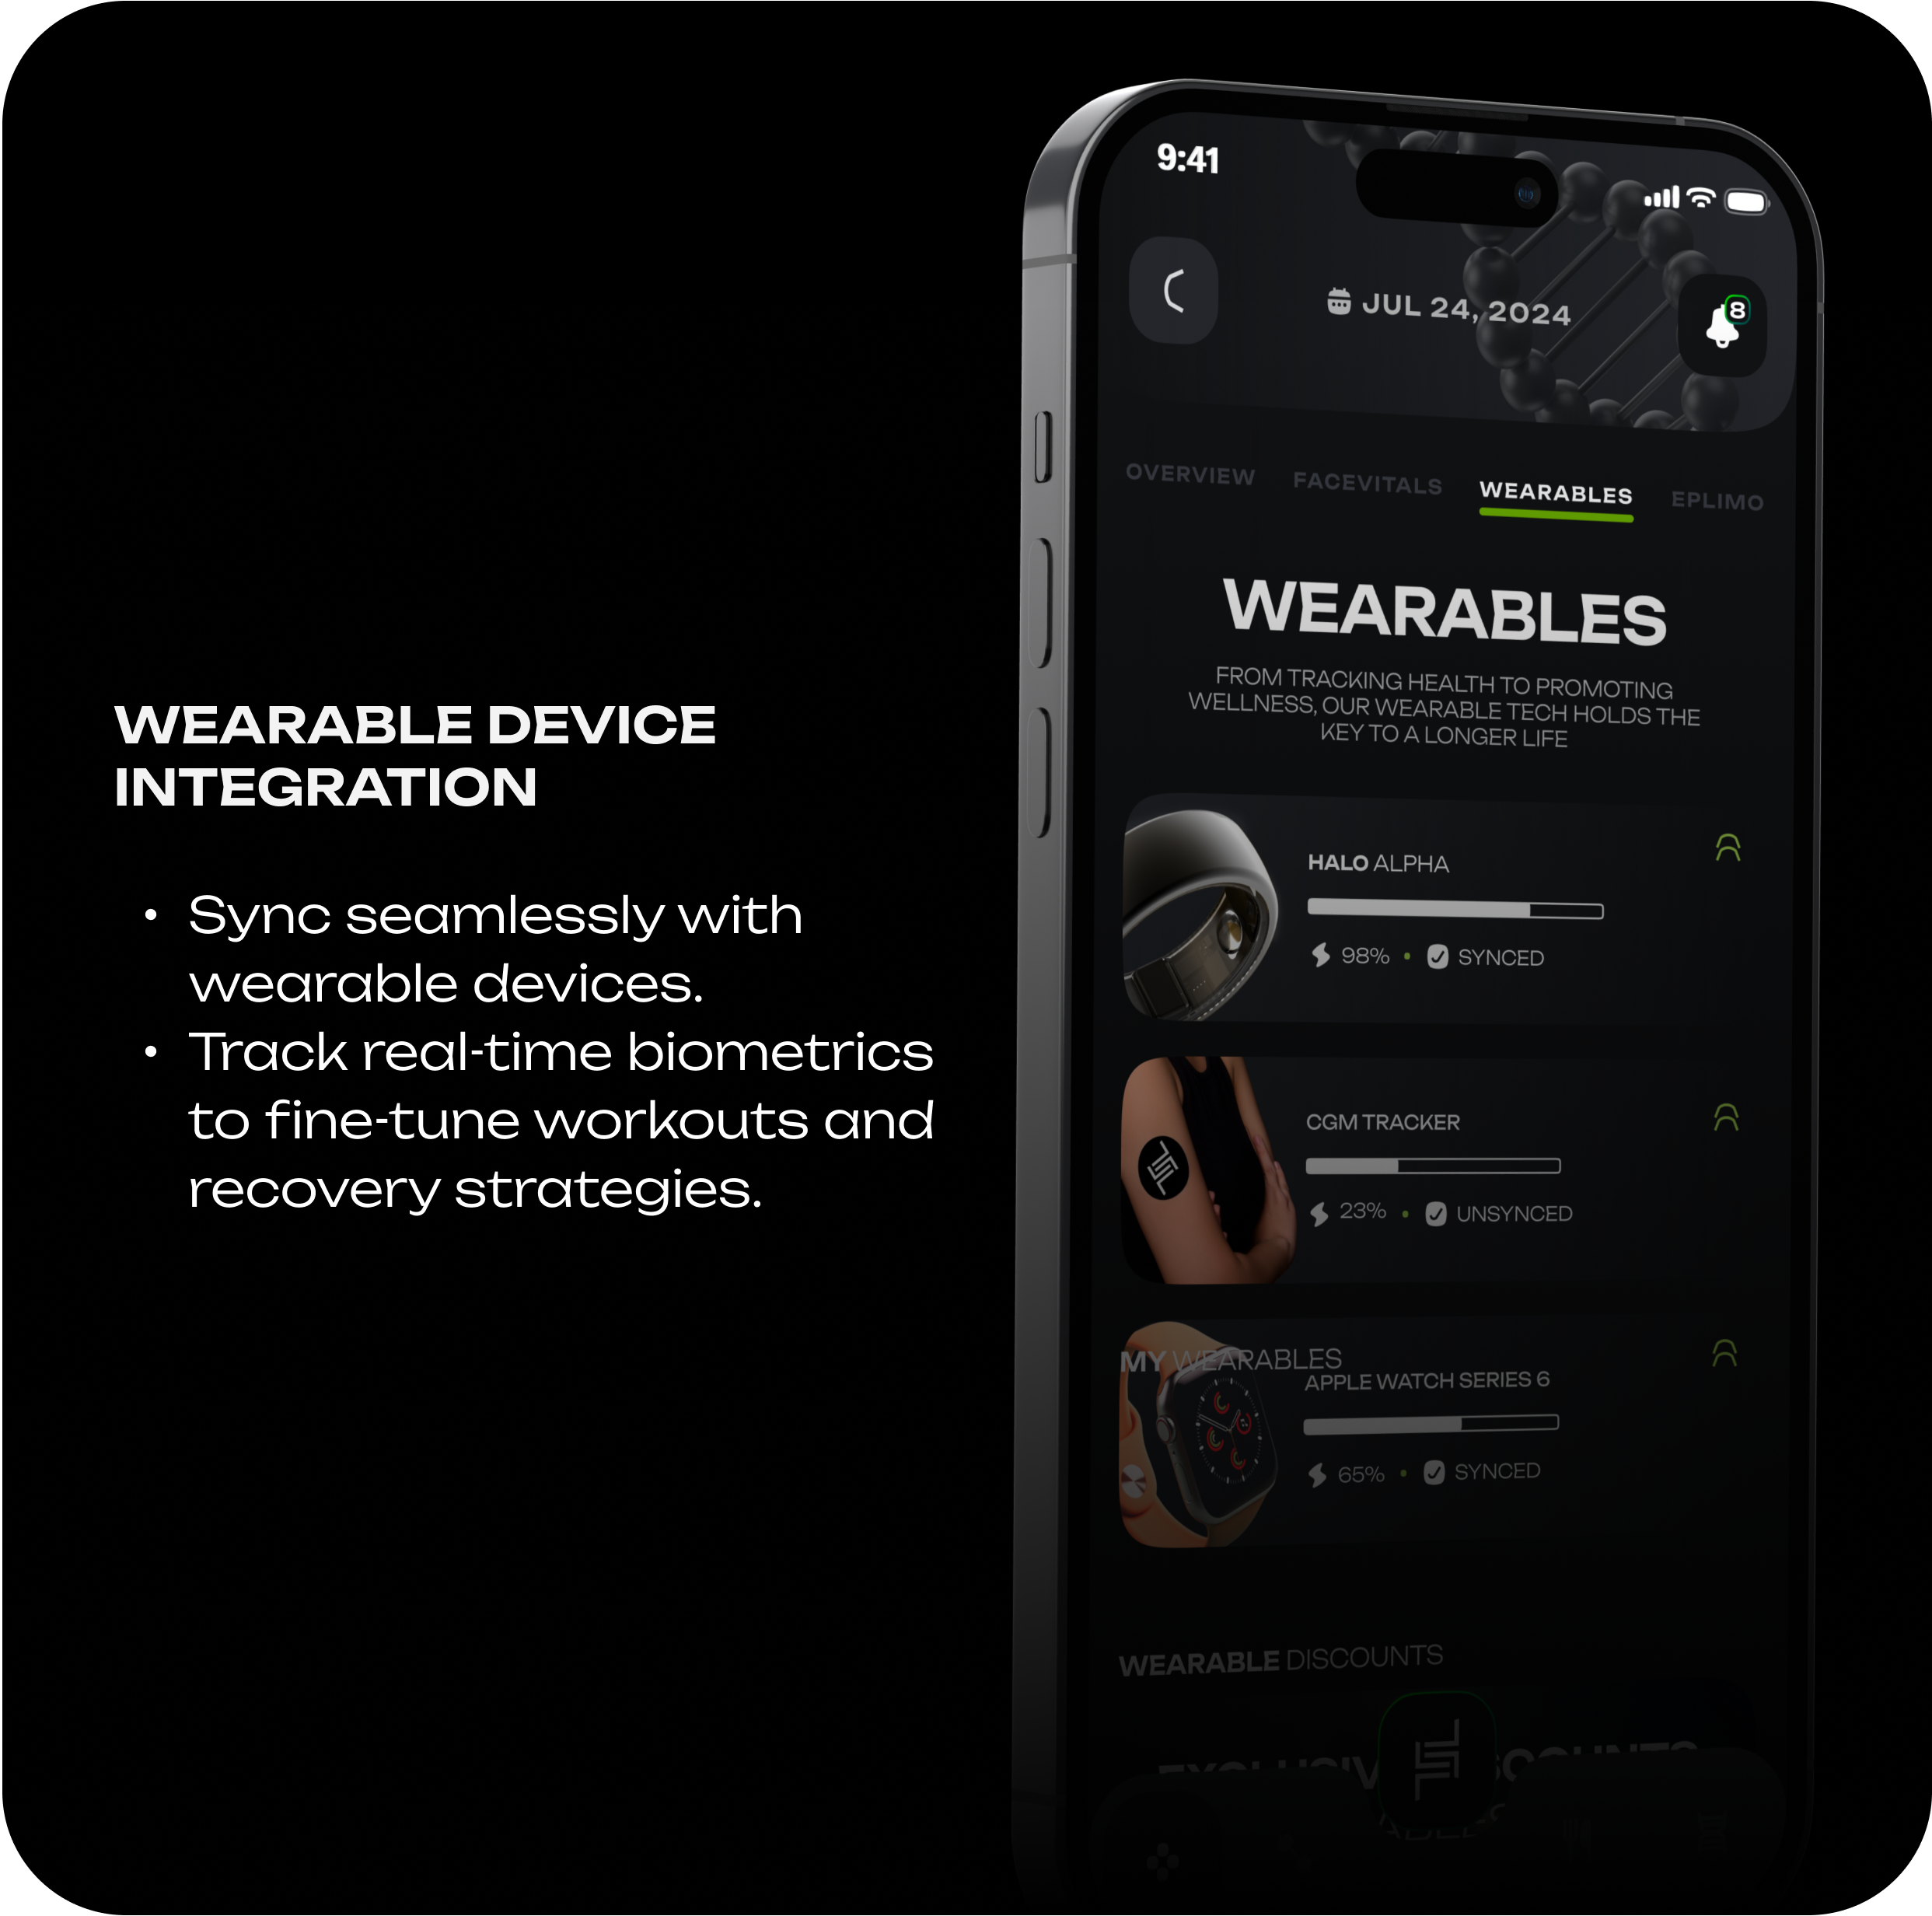 WEARABLE DEVICE
INTEGRATION
• Sync seamlessly with
wearable devices.
• Track real-time biometrics
to fine-tune workouts and
recovery strategies.
9:41
JUL 24, 2024
8
OVERVIEW FACEVITALS WEARABLES EPLIMO
WEARABLES
FROM TRACKING HEALTH TO PROMOTING
WELLNESS, OUR WEARABLE TECH HOLDS THE
KEY TO A LONGER LIFE
HALO ALPHA
98% • SYNCED
CGM TRACKER
23% • UNSYNCED
MY WEARABLES
APPLE WATCH SERIES 6
65% • SYNCED
WEARABLE DISCOUNTS